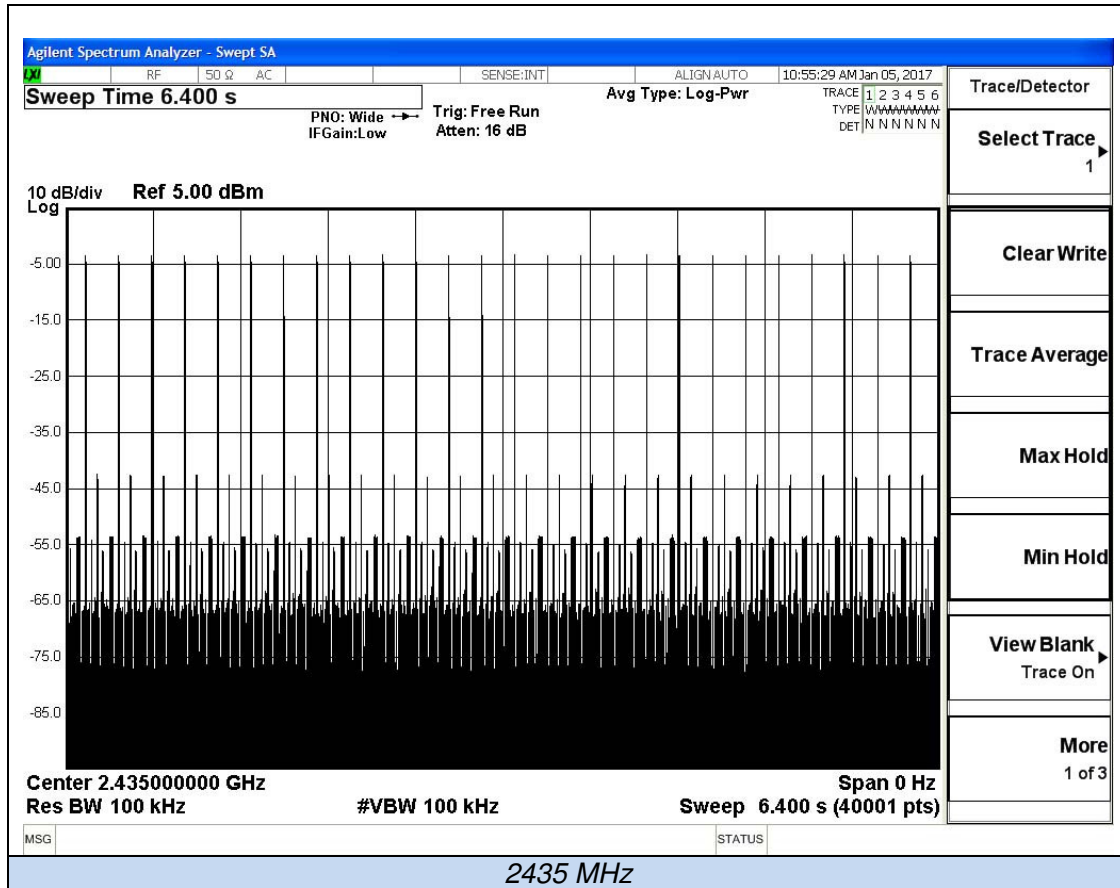 Agilent Spectrum Analyzer - Swept SA
LXI RF 50 Ω AC SENSE:INT ALIGN AUTO 10:55:29 AM Jan 05, 2017
Sweep Time 6.400 s
PNO: Wide
IFGain:Low
Trig: Free Run
Atten: 16 dB
Avg Type: Log-Pwr
TRACE 1 2 3 4 5 6
TYPE WWWWWW
DET N N N N N N
10 dB/div Ref 5.00 dBm
Log
-5.00
-15.0
-25.0
-35.0
-45.0
-55.0
-65.0
-75.0
-85.0
Center 2.435000000 GHz Span 0 Hz
Res BW 100 kHz #VBW 100 kHz Sweep 6.400 s (40001 pts)
MSG STATUS
Trace/Detector
Select Trace
1
Clear Write
Trace Average
Max Hold
Min Hold
View Blank
Trace On
More
1 of 3
2435 MHz